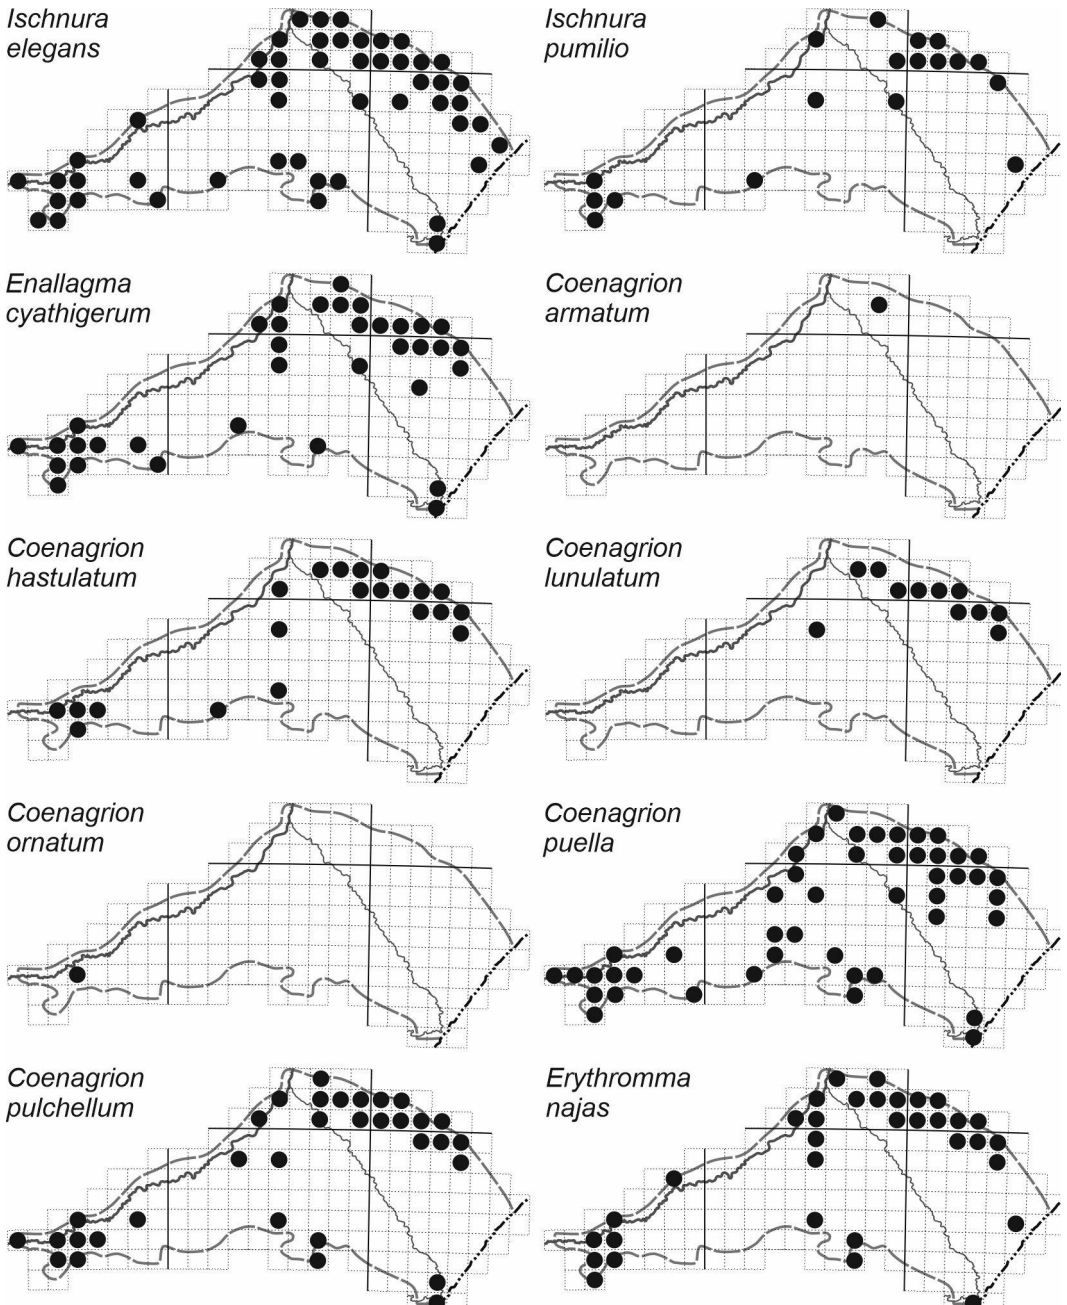 Ischnura
elegans
Ischnura
pumilio
Enallagma
cyathigerum
Coenagrion
armatum
Coenagrion
hastulatum
Coenagrion
lunulatum
Coenagrion
ornatum
Coenagrion
puella
Coenagrion
pulchellum
Erythromma
najas